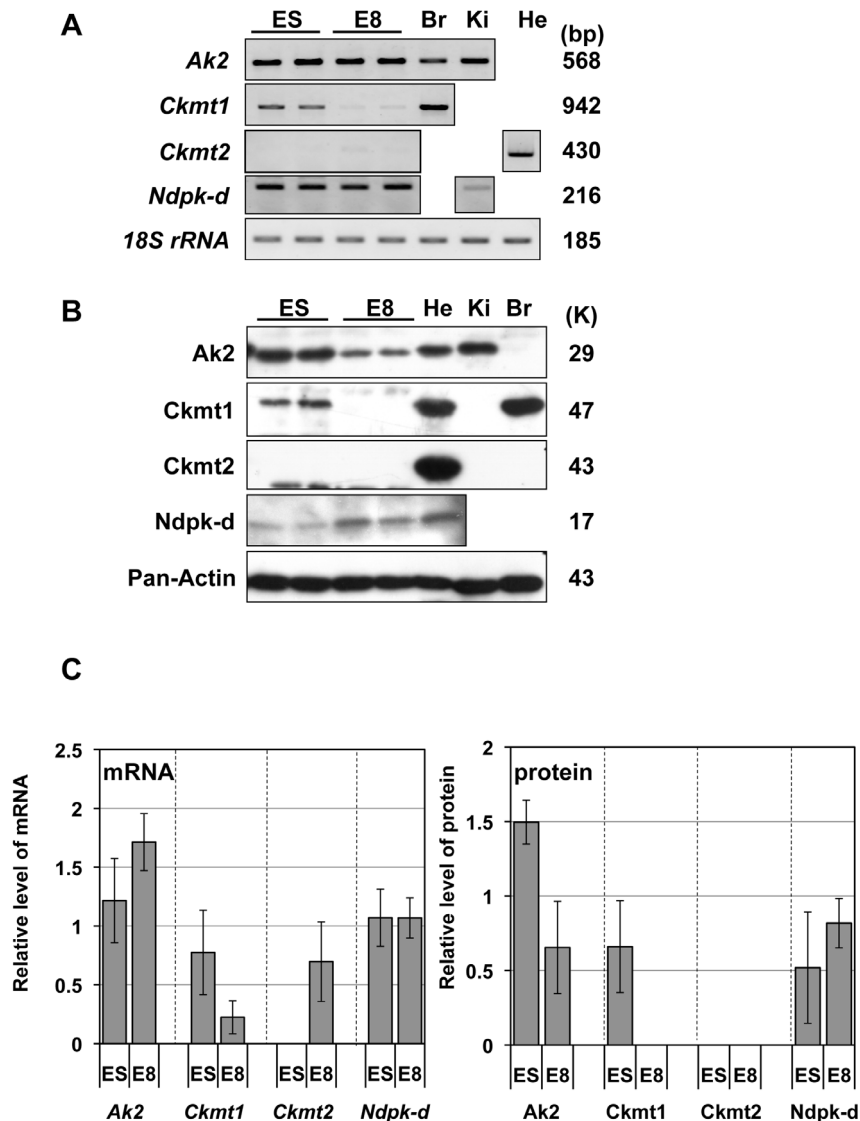 A
ES E8 Br Ki He (bp)
Ak2 568
Ckmt1 942
Ckmt2 430
Ndpk-d 216
18S rRNA 185
B
ES E8 He Ki Br (K)
Ak2 29
Ckmt1 47
Ckmt2 43
Ndpk-d 17
Pan-Actin 43
C
mRNA
Relative level of mRNA
2.5
2
1.5
1
0.5
0
ES E8 ES E8 ES E8 ES E8
Ak2 Ckmt1 Ckmt2 Ndpk-d
protein
Relative level of protein
2
1.5
1
0.5
0
ES E8 ES E8 ES E8 ES E8
Ak2 Ckmt1 Ckmt2 Ndpk-d